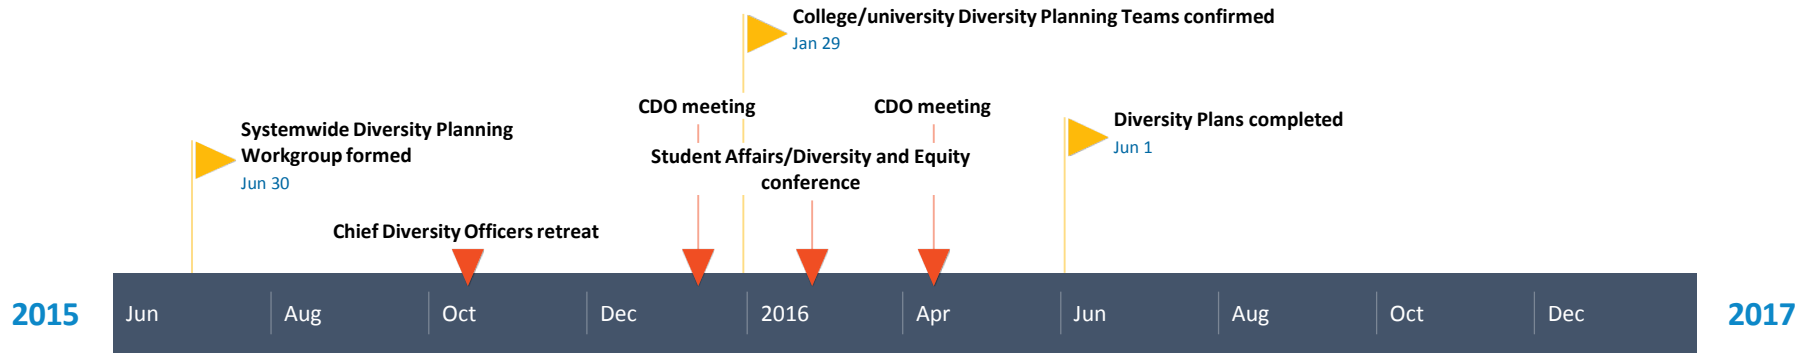 College/university Diversity Planning Teams confirmed
Jan 29
CDO meeting
CDO meeting
Systemwide Diversity Planning
Workgroup formed
Jun 30
Diversity Plans completed
Jun 1
Student Affairs/Diversity and Equity
conference
Chief Diversity Officers retreat
2015
Jun
Aug
Oct
Dec
2016
Apr
Jun
Aug
Oct
Dec
2017